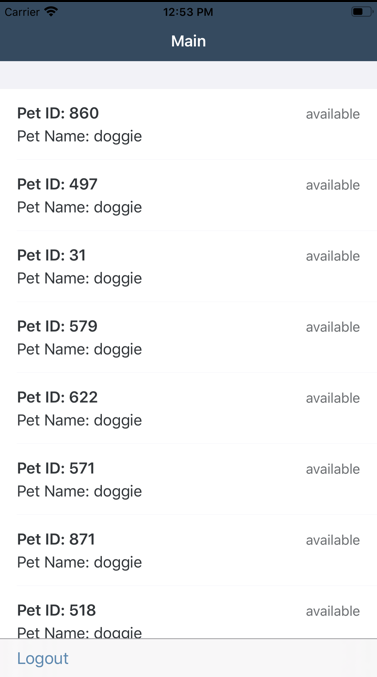 Carrier 12:53 PM
Main
Pet ID: 860 available
Pet Name: doggie
Pet ID: 497 available
Pet Name: doggie
Pet ID: 31 available
Pet Name: doggie
Pet ID: 579 available
Pet Name: doggie
Pet ID: 622 available
Pet Name: doggie
Pet ID: 571 available
Pet Name: doggie
Pet ID: 871 available
Pet Name: doggie
Pet ID: 518 available
Pet Name: doggie
Logout